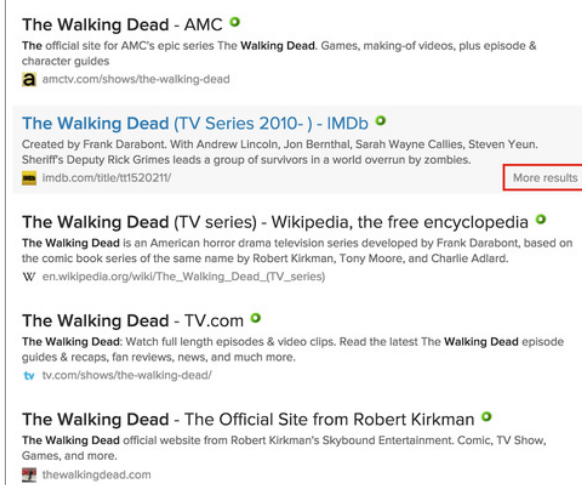 The Walking Dead - AMC
The official site for AMC's epic series The Walking Dead. Games, making-of videos, plus episode &
character guides
a amctv.com/shows/the-walking-dead
The Walking Dead (TV Series 2010- ) - IMDb
Created by Frank Darabont. With Andrew Lincoln, Jon Bernthal, Sarah Wayne Callies, Steven Yeun.
Sheriff's Deputy Rick Grimes leads a group of survivors in a world overrun by zombies.
imdb.com/title/tt1520211/ More results
The Walking Dead (TV series) - Wikipedia, the free encyclopedia
The Walking Dead is an American horror drama television series developed by Frank Darabont, based on
the comic book series of the same name by Robert Kirkman, Tony Moore, and Charlie Adlard.
W en.wikipedia.org/wiki/The_Walking_Dead_(TV_series)
The Walking Dead - TV.com
The Walking Dead: Watch full length episodes & video clips. Read the latest The Walking Dead episode
guides & recaps, fan reviews, news, and much more.
tv tv.com/shows/the-walking-dead/
The Walking Dead - The Official Site from Robert Kirkman
The Walking Dead official website from Robert Kirkman's Skybound Entertainment. Comic, TV Show,
Games, and more.
thewalkingdead.com